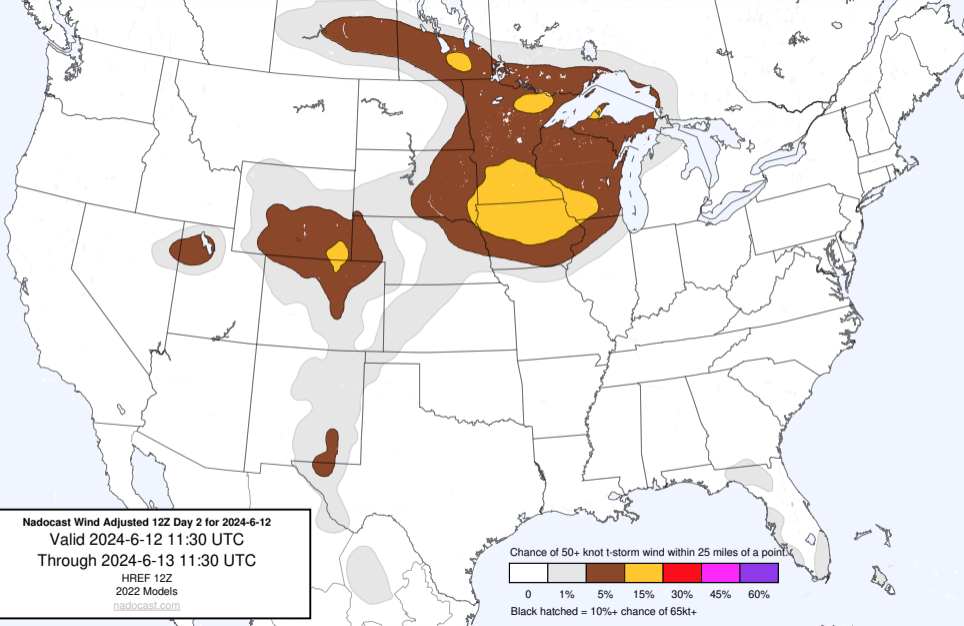 Nadocast Wind Adjusted 12Z Day 2 for 2024-6-12
Valid 2024-6-12 11:30 UTC
Through 2024-6-13 11:30 UTC
HREF 12Z
2022 Models
nadocast.com
Chance of 50+ knot t-storm wind within 25 miles of a point.
0 1% 5% 15% 30% 45% 60%
Black hatched = 10%+ chance of 65kt+